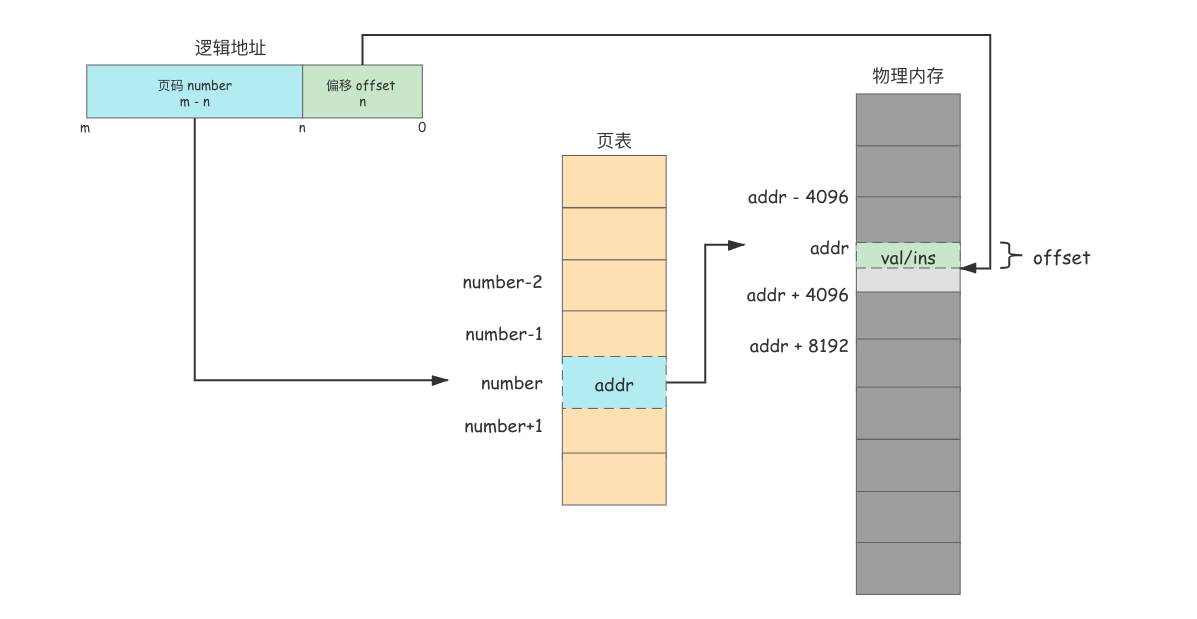 逻辑地址
页码 number
m - n
偏移 offset
n
m
n
0
页表
number-2
number-1
number
number+1
addr
物理内存
addr - 4096
addr
addr + 4096
addr + 8192
val/ins
offset